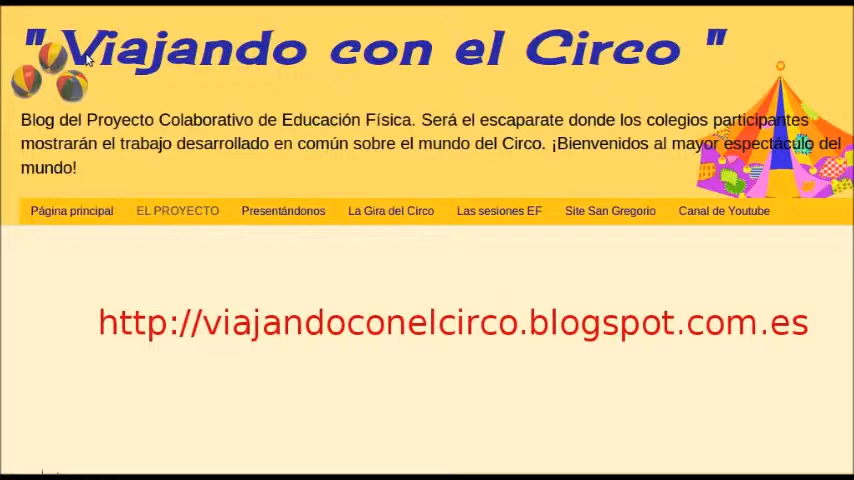 " Viajando con el Circo "
Blog del Proyecto Colaborativo de Educación Física. Será el escaparate donde los colegios participantes
mostrarán el trabajo desarrollado en común sobre el mundo del Circo. ¡Bienvenidos al mayor espectáculo del
mundo!
Página principal EL PROYECTO Presentándonos La Gira del Circo Las sesiones EF Site San Gregorio Canal de Youtube
http://viajandoconelcirco.blogspot.com.es